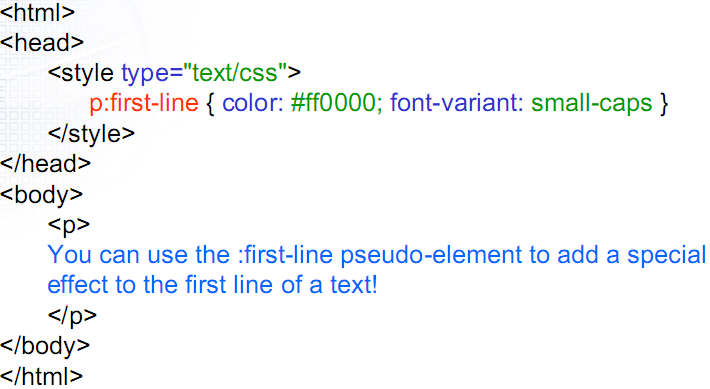 <html>
<head>
<style type="text/css">
p:first-line { color: #ff0000; font-variant: small-caps }
</style>
</head>
<body>
<p>
You can use the :first-line pseudo-element to add a special
effect to the first line of a text!
</p>
</body>
</html>